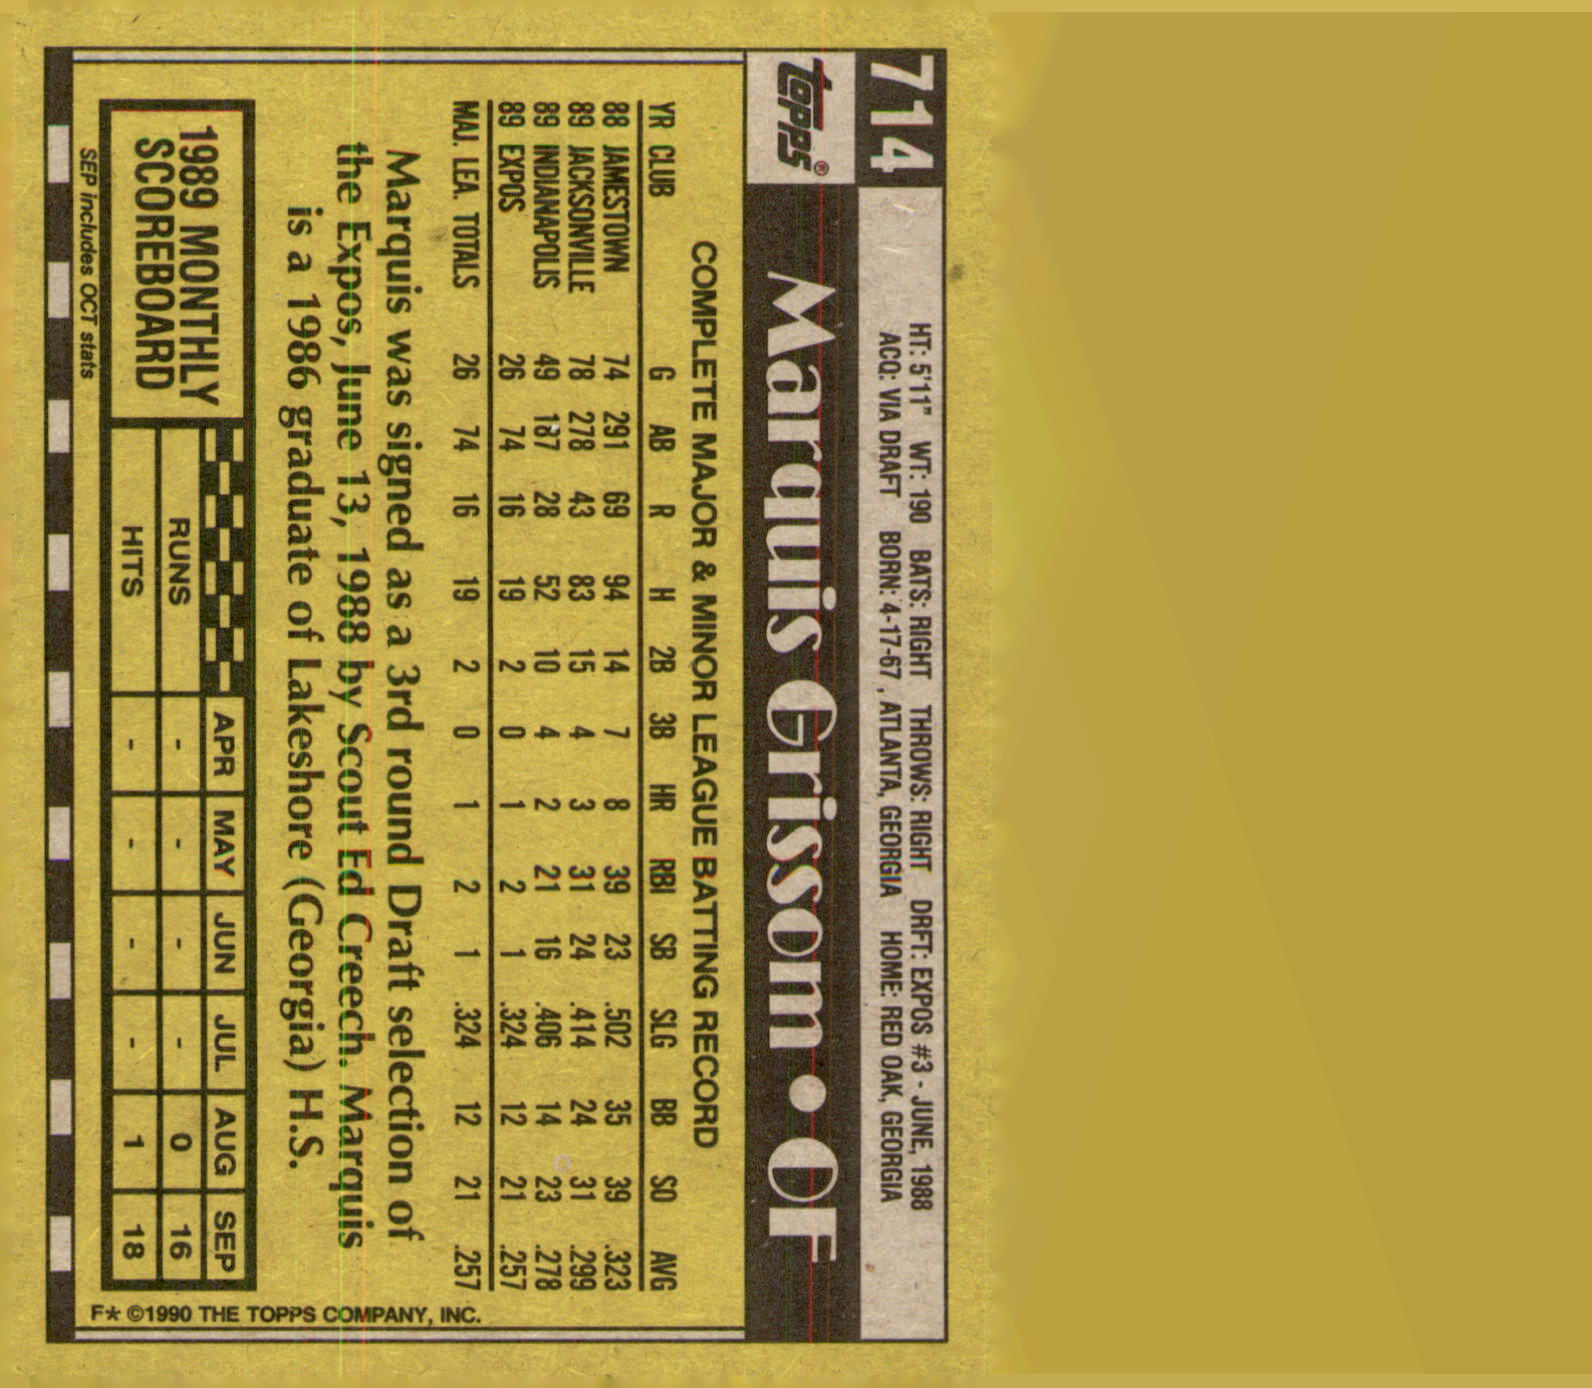 714
HT: 5'11" WT: 190 BATS: RIGHT THROWS: RIGHT DRFT: EXPOS #3 - JUNE, 1988
ACQ: VIA DRAFT BORN: 4-17-67, ATLANTA, GEORGIA HOME: RED OAK, GEORGIA
Topps® Marquis Grissom • OF
COMPLETE MAJOR & MINOR LEAGUE BATTING RECORD
YR CLUB G AB R H 2B 3B HR RBI SB SLG BB SO AVG
88 JAMESTOWN 74 291 69 94 14 7 8 39 23 .502 35 39 .323
89 JACKSONVILLE 78 278 43 83 15 4 3 31 24 .414 24 31 .299
89 INDIANAPOLIS 49 187 28 52 10 4 2 21 16 .406 14 23 .278
89 EXPOS 26 74 16 19 2 0 1 2 1 .324 12 21 .257
MAJ. LEA. TOTALS 26 74 16 19 2 0 1 2 1 .324 12 21 .257
Marquis was signed as a 3rd round Draft selection of
the Expos, June 13, 1988 by Scout Ed Creech. Marquis
is a 1986 graduate of Lakeshore (Georgia) H.S.
1989 MONTHLY
SCOREBOARD
APR MAY JUN JUL AUG SEP
RUNS - - - - 0 16
HITS - - - - 1 18
SEP includes OCT stats
F* ©1990 THE TOPPS COMPANY, INC.